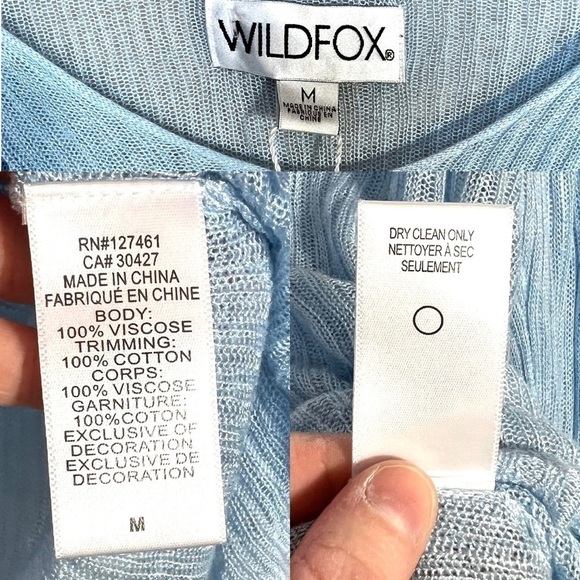 WILDFOX®
M
MADE IN CHINA
FABRIQUE EN
CHINE
RN#127461
CA# 30427
MADE IN CHINA
FABRIQUÉ EN CHINE
BODY:
100% VISCOSE
TRIMMING:
100% COTTON
CORPS:
100% VISCOSE
GARNITURE:
100%COTON
EXCLUSIVE OF
DECORATION
EXCLUSIVE DE
DECORATION
M
DRY CLEAN ONLY
NETTOYER À SEC
SEULEMENT